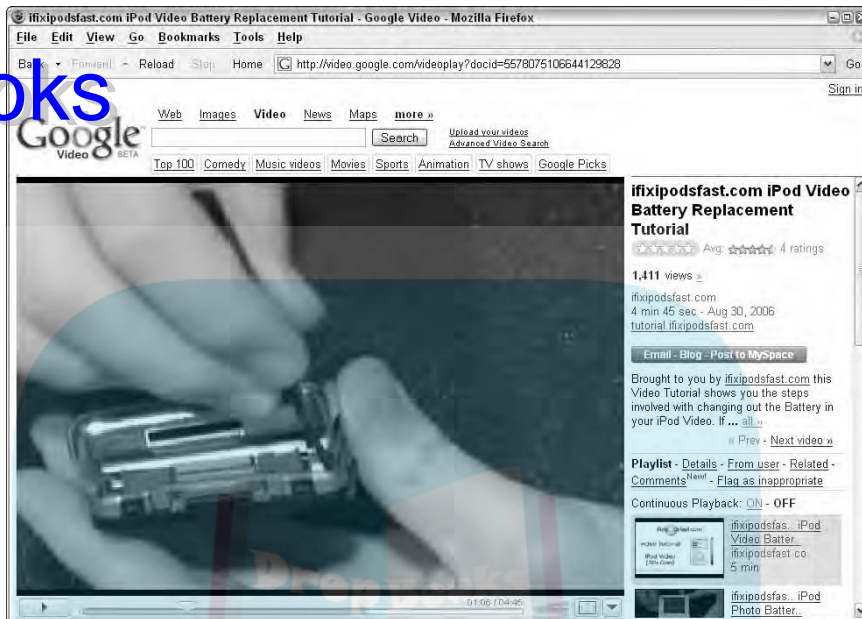 ifixipodsfast.com iPod Video Battery Replacement Tutorial - Google Video - Mozilla Firefox
File Edit View Go Bookmarks Tools Help
Back Forward Reload Stop Home http://video.google.com/videoplay?docid=5578075106644129828 Go
oks
Sign in
Google
Video BETA
Web Images Video News Maps more »
Search
Upload your videos
Advanced Video Search
Top 100 Comedy Music videos Movies Sports Animation TV shows Google Picks
ifixipodsfast.com iPod Video
Battery Replacement
Tutorial
Avg: 4 ratings
1,411 views »
ifixipodsfast.com
4 min 45 sec - Aug 30, 2006
tutorial.ifixipodsfast.com
Email - Blog - Post to MySpace
Brought to you by ifixipodsfast.com this
Video Tutorial shows you the steps
involved with changing out the Battery in
your iPod Video. If ... all »
« Prev - Next video »
Playlist - Details - From user - Related -
Comments New! - Flag as inappropriate
Continuous Playback: ON - OFF
ifixipodsfas.. iPod
Video Batter..
ifixipodsfast.co
5 min
ifixipodsfas.. iPod
Photo Batter..
Drop Books
01:06 / 04:45